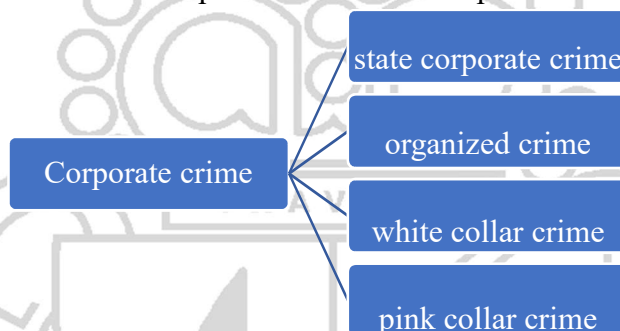 state corporate crime
organized crime
Corporate crime
white collar crime
pink collar crime